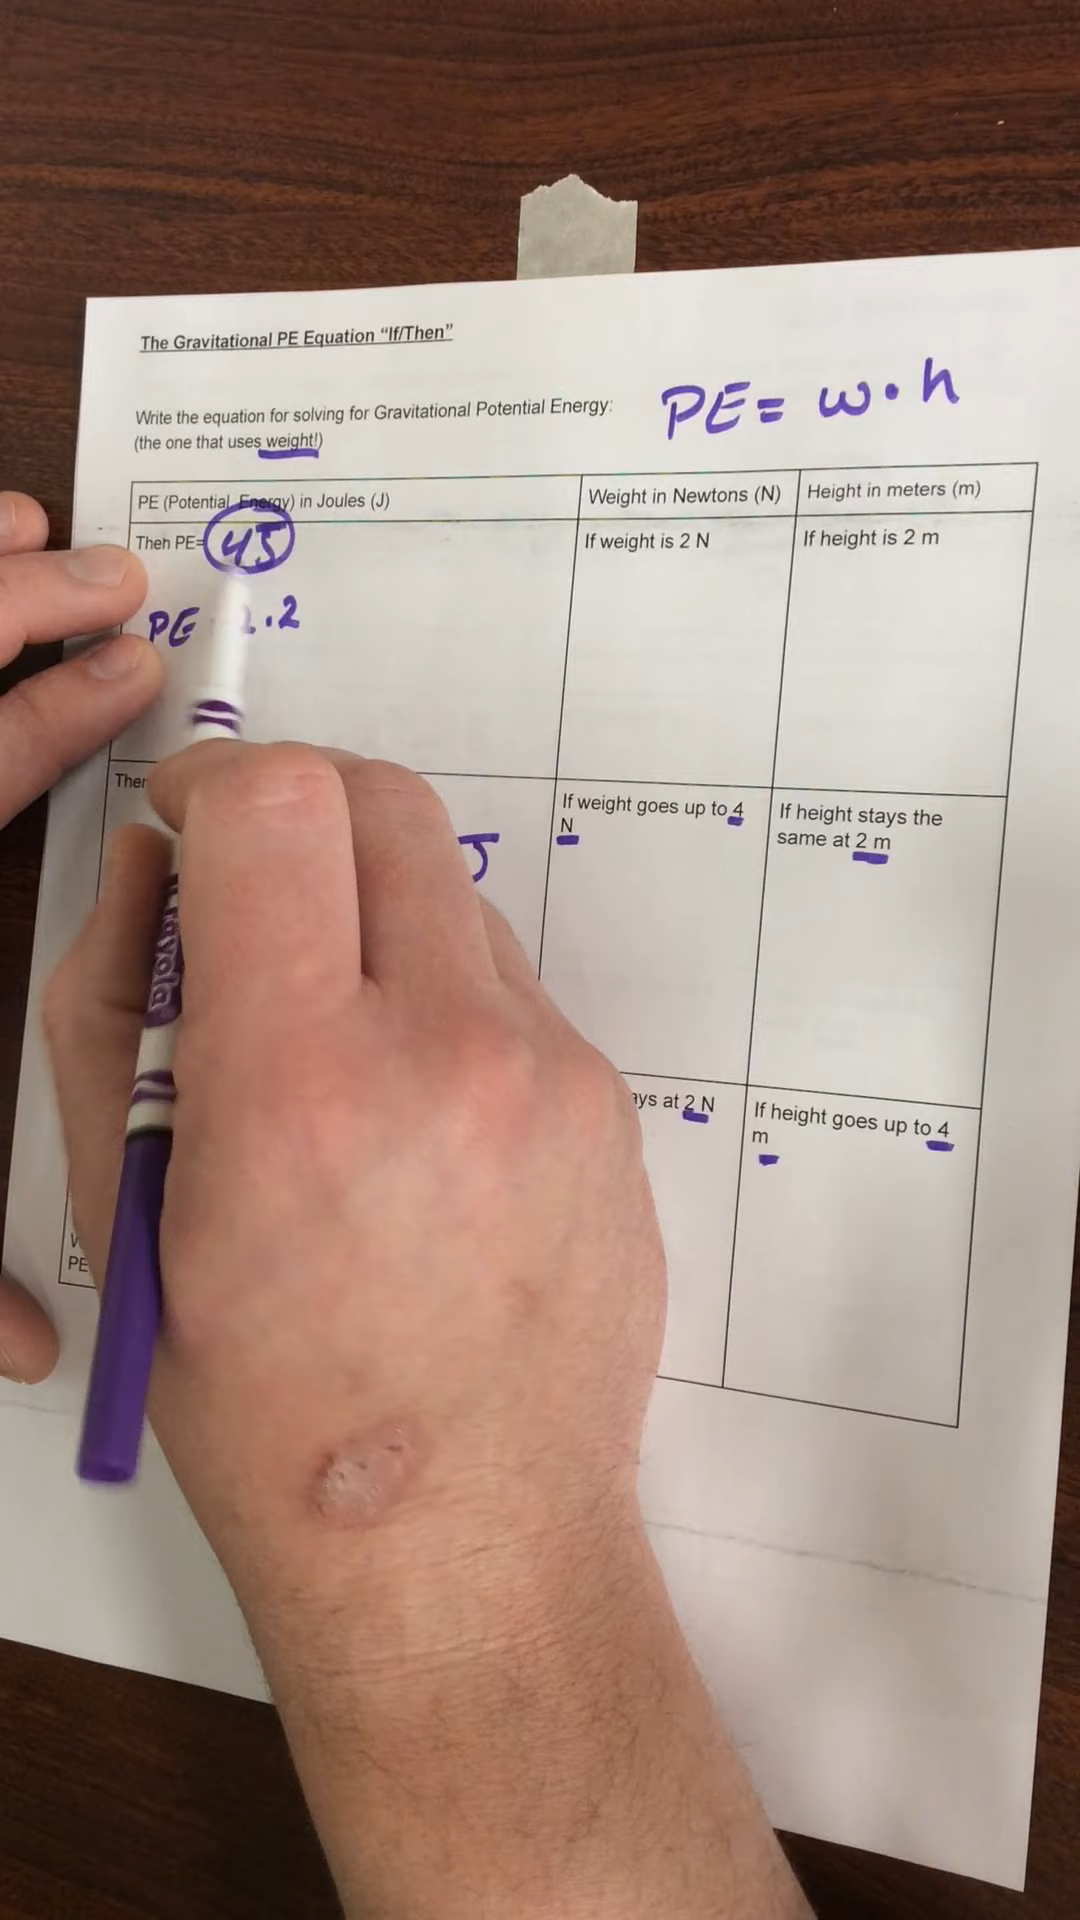 The Gravitational PE Equation “If/Then”
Write the equation for solving for Gravitational Potential Energy:
(the one that uses weight!)
PE = w · h
PE (Potential Energy) in Joules (J)
Weight in Newtons (N)
Height in meters (m)
Then PE= 4J
If weight is 2 N
If height is 2 m
PE 2 · 2
If weight goes up to 4
N
If height stays the
same at 2 m
J
at 2 N
If height goes up to 4
m
PE